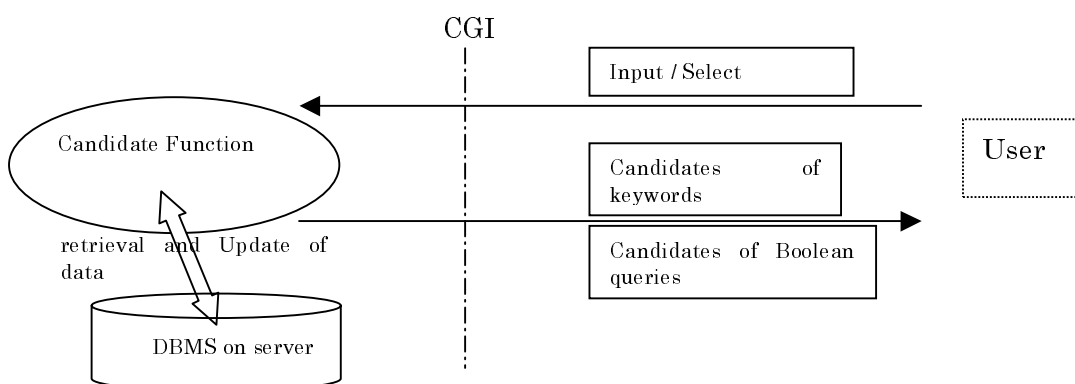 CGI
Input / Select
Candidate Function
User
Candidates of
keywords
retrieval and Update of
data
Candidates of Boolean
queries
DBMS on server